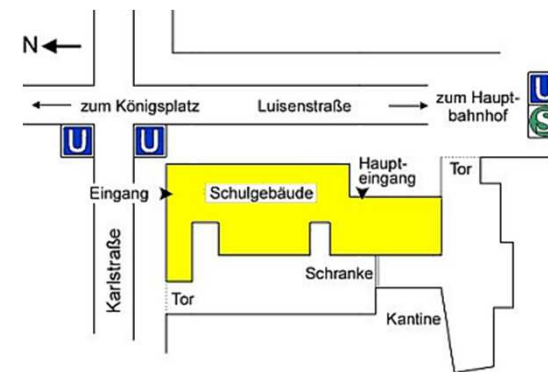 N
U
zum Königsplatz
Luisenstraße
zum Haupt-
bahnhof
S
U
U
Haupt-
eingang
Tor
Eingang
Schulgebäude
Karlstraße
Schranke
Tor
Kantine